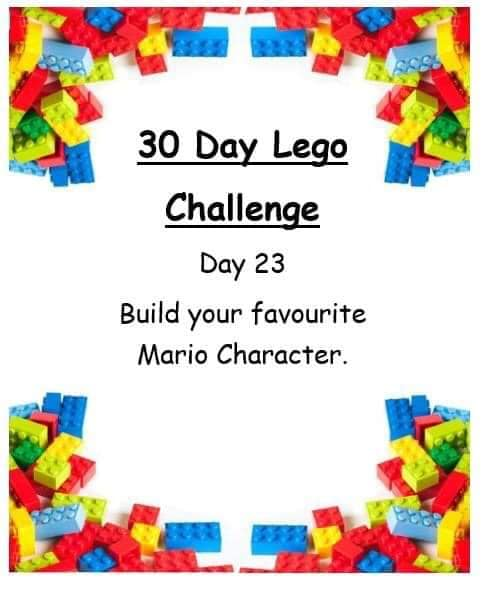 30 Day Lego
Challenge
Day 23
Build your favourite
Mario Character.